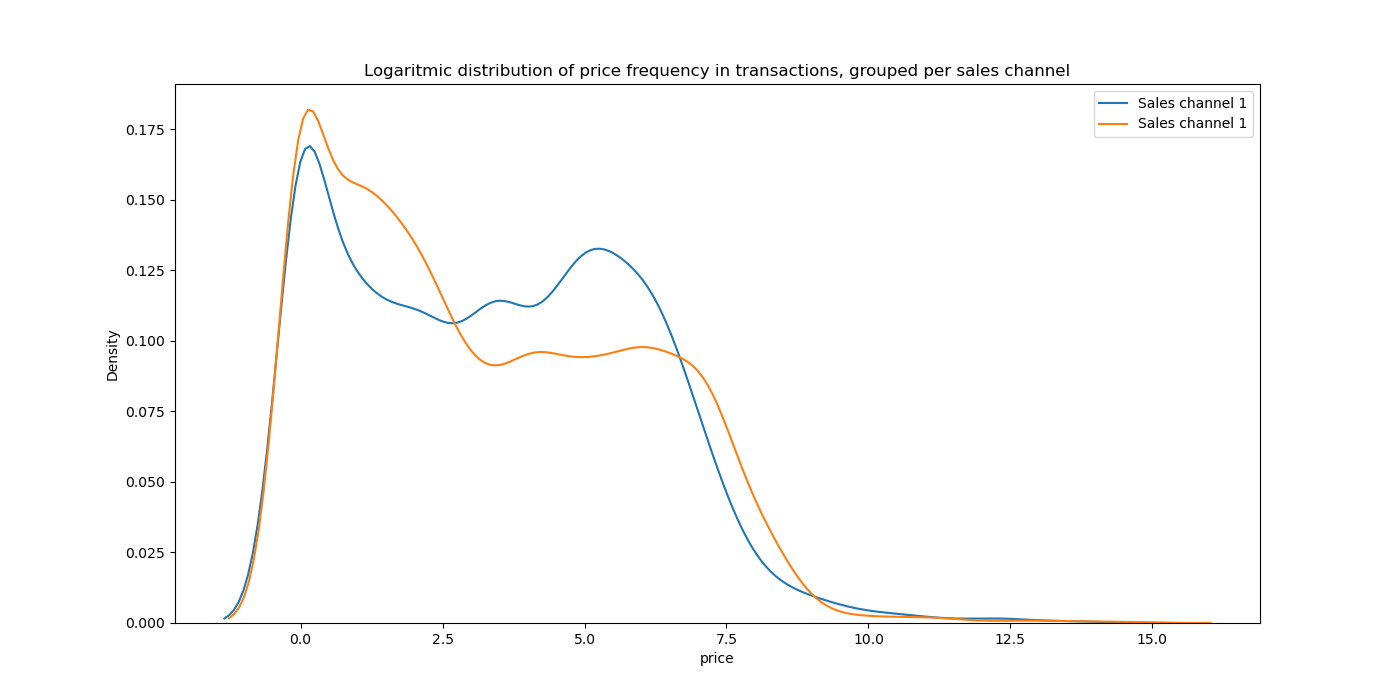 Logaritmic distribution of price frequency in transactions, grouped per sales channel
Sales channel 1
Sales channel 1
0.175
0.150
0.125
0.100
0.075
0.050
0.025
0.000
Density
0.0 2.5 5.0 7.5 10.0 12.5 15.0
price